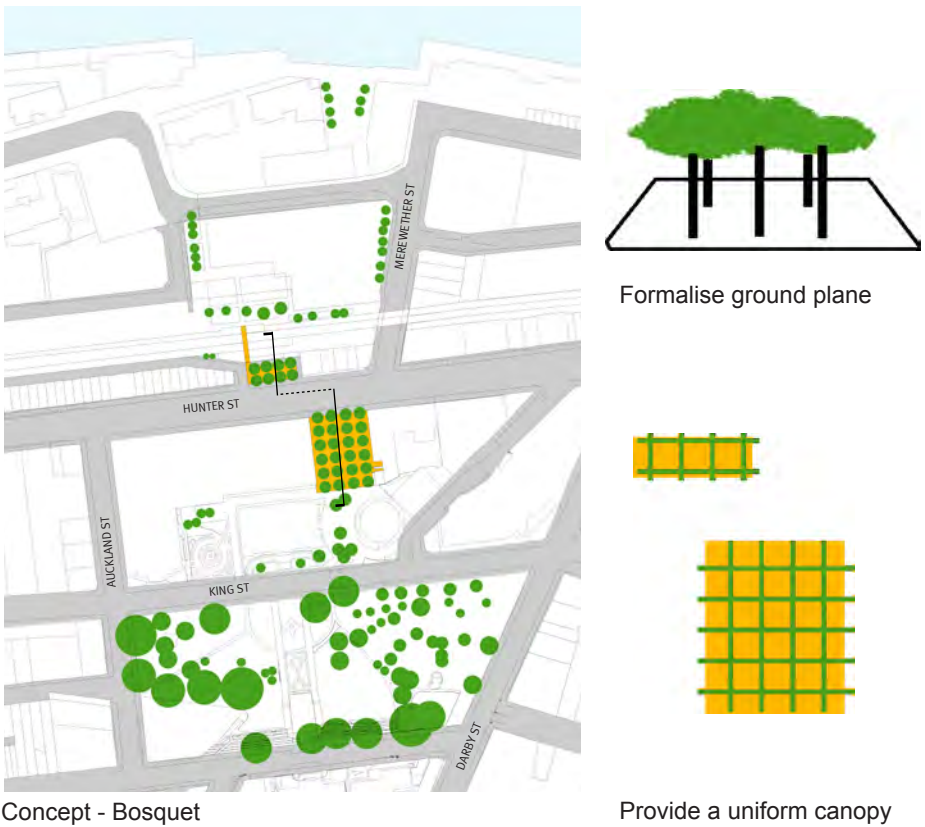 MEREWETHER ST
Formalise ground plane
HUNTER ST
AUCKLAND ST
KING ST
DARBY ST
Concept - Bosquet
Provide a uniform canopy